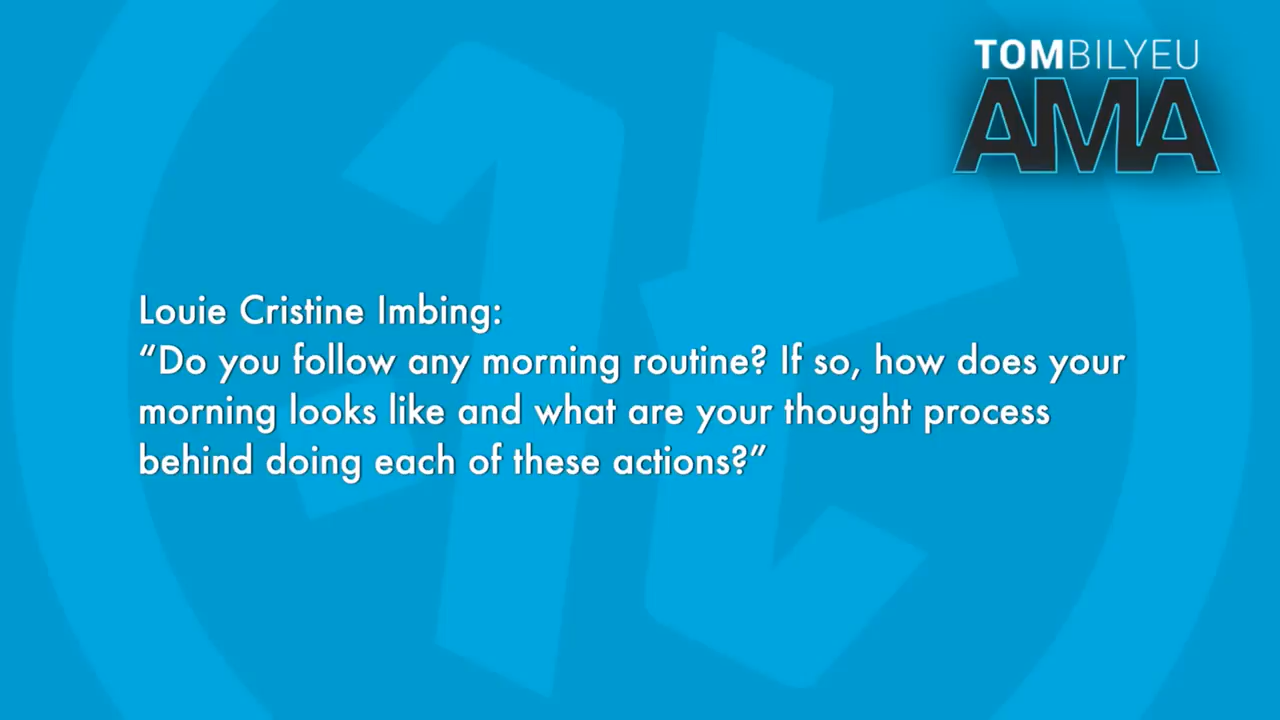 TOMBILYEU
AMA
Louie Cristine Imbing:
“Do you follow any morning routine? If so, how does your
morning looks like and what are your thought process
behind doing each of these actions?”